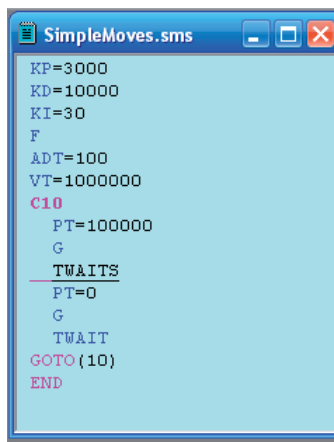 SimpleMoves.sms
KP=3000
KD=10000
KI=30
F
ADT=100
VT=1000000
C10
PT=100000
G
TWAITS
PT=0
G
TWAIT
GOTO(10)
END